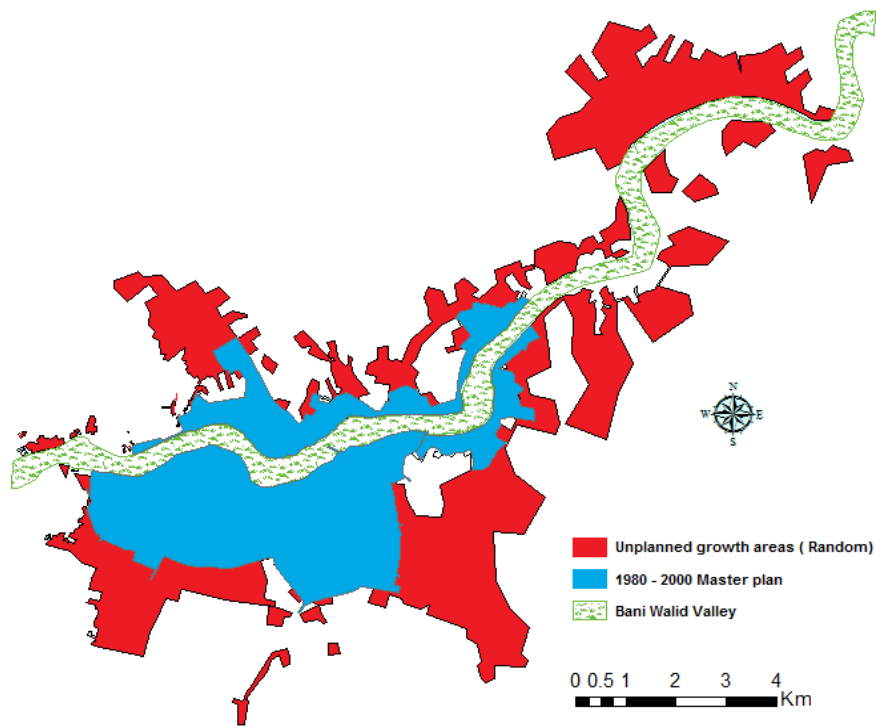 N
W E
S
Unplanned growth areas ( Random)
1980 - 2000 Master plan
Bani Walid Valley
0 0.5 1 2 3 4
Km